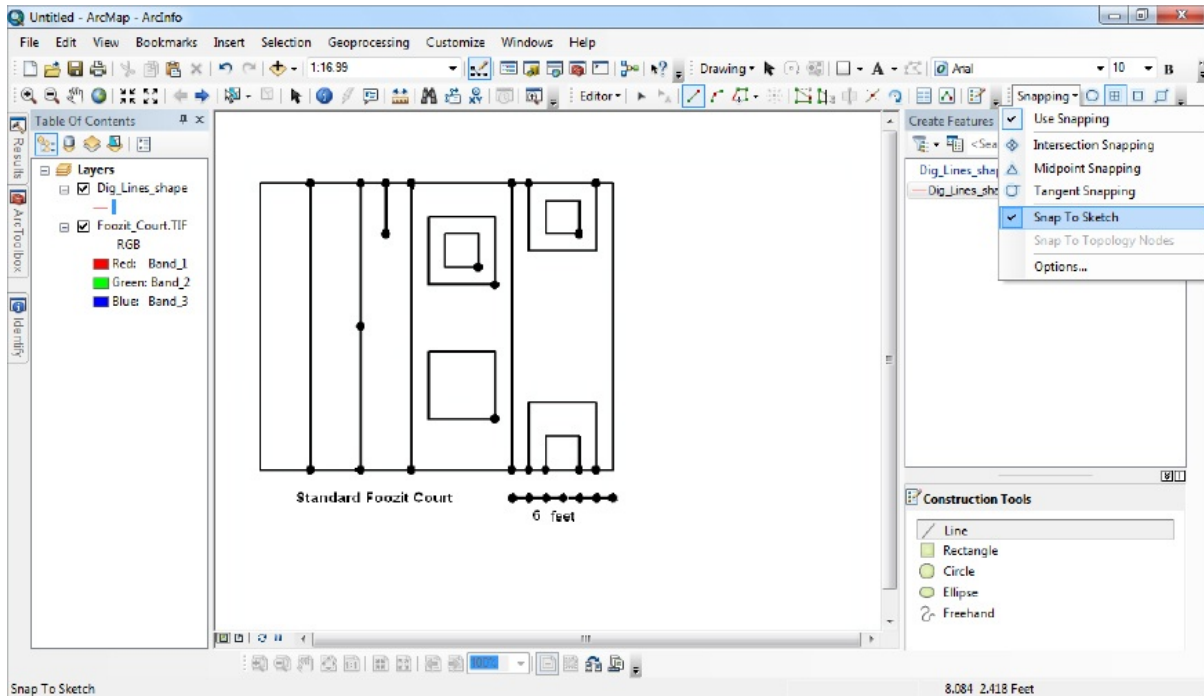 Untitled - ArcMap - ArcInfo
File Edit View Bookmarks Insert Selection Geoprocessing Customize Windows Help
1:16.99
Drawing
A
Arial
10
B
Editor
Snapping
Table Of Contents
Results
ArcToolbox
Identify
Layers
Dig_Lines_shape
Foozit_Court.TIF
RGB
Red: Band_1
Green: Band_2
Blue: Band_3
Standard Foozit Court
6 feet
Create Features
<Sea
Dig_Lines_shap
Dig_Lines_sha
Use Snapping
Intersection Snapping
Midpoint Snapping
Tangent Snapping
Snap To Sketch
Snap To Topology Nodes
Options...
Construction Tools
Line
Rectangle
Circle
Ellipse
Freehand
100%
Snap To Sketch
8.084 2.418 Feet